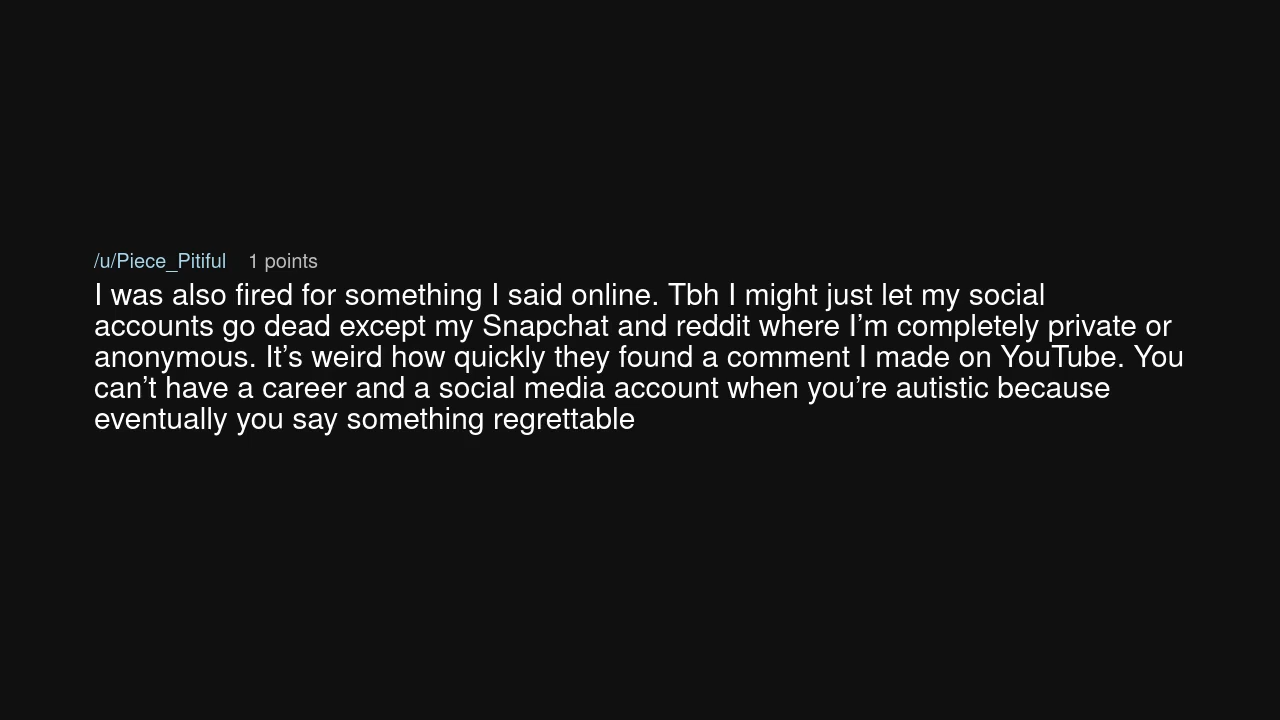 /u/Piece_Pitiful 1 points
I was also fired for something I said online. Tbh I might just let my social
accounts go dead except my Snapchat and reddit where I’m completely private or
anonymous. It’s weird how quickly they found a comment I made on YouTube. You
can’t have a career and a social media account when you’re autistic because
eventually you say something regrettable